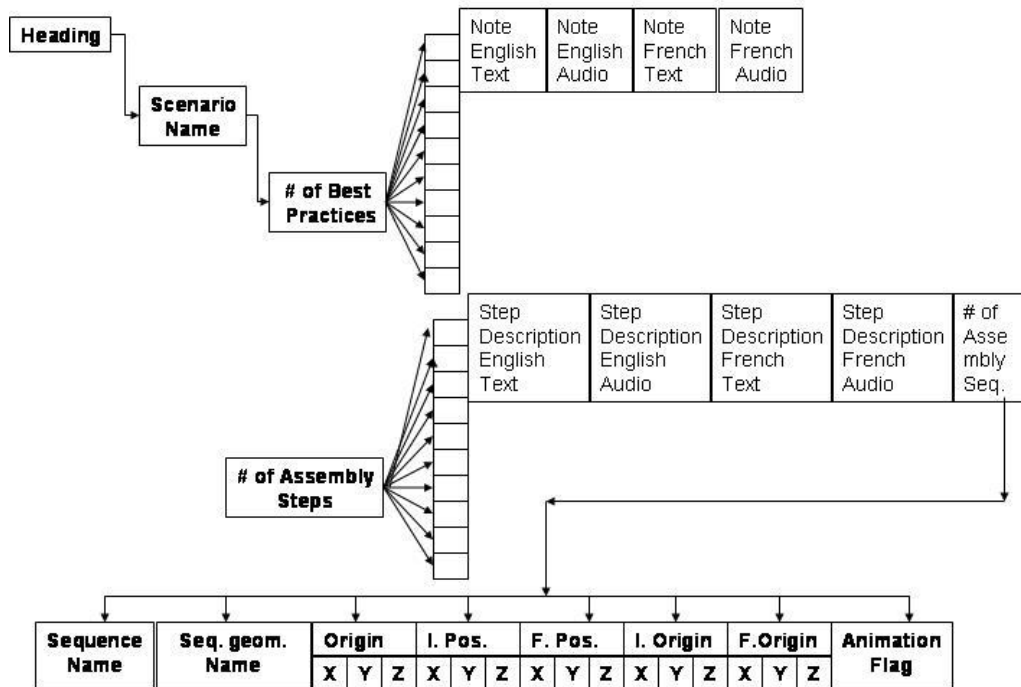 Heading
Scenario
Name
# of Best
Practices
Note
English
Text
Note
English
Audio
Note
French
Text
Note
French
Audio
# of Assembly
Steps
Step
Description
English
Text
Step
Description
English
Audio
Step
Description
French
Text
Step
Description
French
Audio
# of
Asse
mbly
Seq.
Sequence
Name
Seq. geom.
Name
Origin
X Y Z
I. Pos.
X Y Z
F. Pos.
X Y Z
I. Origin
X Y Z
F.Origin
X Y Z
Animation
Flag